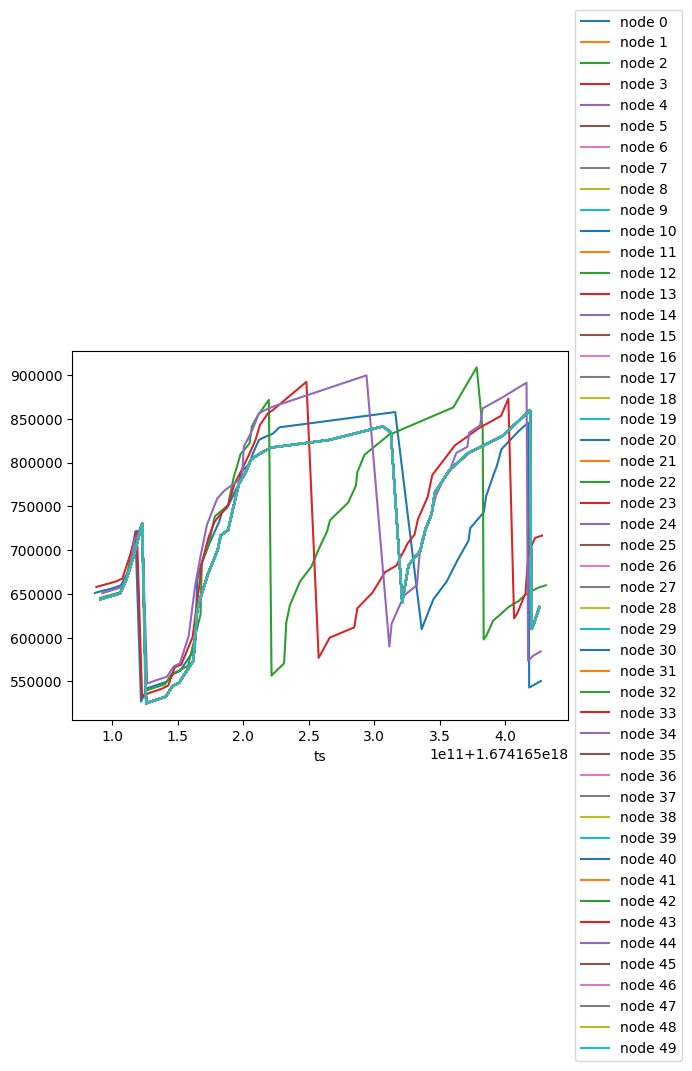 900000
850000
800000
750000
700000
650000
600000
550000
1.0 1.5 2.0 2.5 3.0 3.5 4.0
ts
1e11+1.674165e18
node 0
node 1
node 2
node 3
node 4
node 5
node 6
node 7
node 8
node 9
node 10
node 11
node 12
node 13
node 14
node 15
node 16
node 17
node 18
node 19
node 20
node 21
node 22
node 23
node 24
node 25
node 26
node 27
node 28
node 29
node 30
node 31
node 32
node 33
node 34
node 35
node 36
node 37
node 38
node 39
node 40
node 41
node 42
node 43
node 44
node 45
node 46
node 47
node 48
node 49